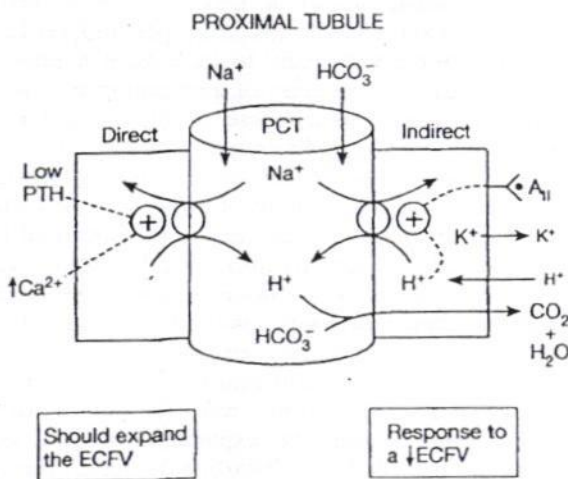 PROXIMAL TUBULE
Na⁺
HCO₃⁻
Direct
PCT
Indirect
Low
PTH
Na⁺
+
+
A_II
K⁺
K⁺
↑Ca²⁺
H⁺
H⁺
H⁺
HCO₃⁻
CO₂
+
H₂O
Should expand
the ECFV
Response to
a ↓ECFV